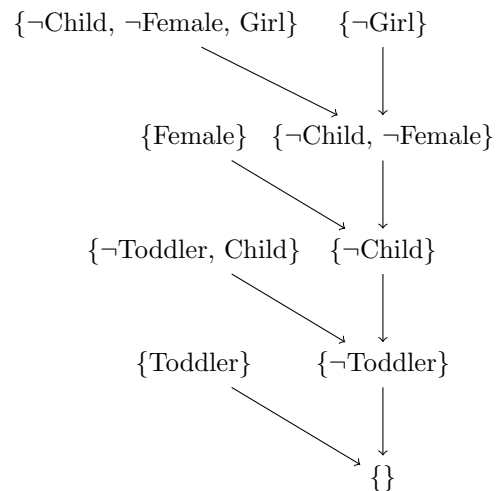 {¬Child, ¬Female, Girl} {¬Girl}
{Female} {¬Child, ¬Female}
{¬Toddler, Child} {¬Child}
{Toddler} {¬Toddler}
{}